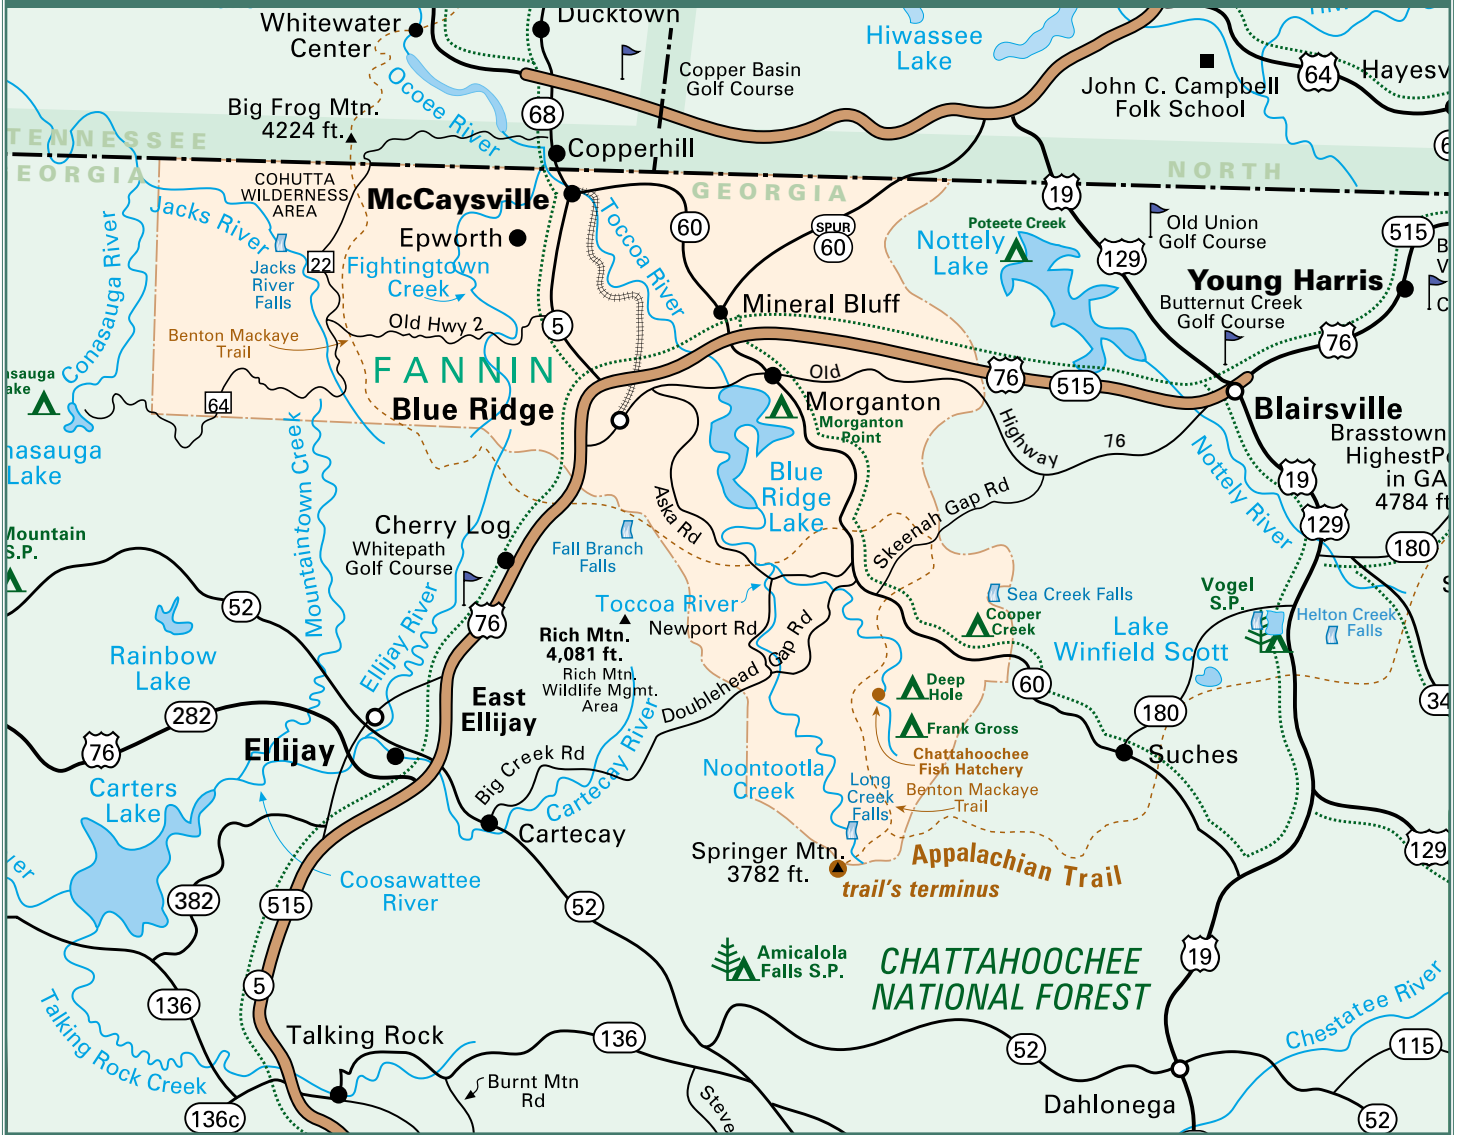 Whitewater
Center
Ducktown
Hiwassee
Lake
Copper Basin
Golf Course
John C. Campbell
Folk School
64
Hayesv
Ocoee River
Big Frog Mtn.
4224 ft.
68
Copperhill
TENNESSEE
EORGIA
GEORGIA
NORTH
COHUTTA
WILDERNESS
AREA
McCaysville
Epworth
Jacks River
Jacks
River
Falls
22
Fightingtown
Creek
Conasauga River
Toccoa River
60
SPUR
60
19
129
Poteete Creek
Nottely
Lake
Old Union
Golf Course
515
Young Harris
Butternut Creek
Golf Course
76
Mineral Bluff
Old Hwy 2
5
Benton Mackaye
Trail
FANNIN
Blue Ridge
64
asauga
ake
nasauga
Lake
Old
Highway
76
76
515
Morganton
Morganton
Point
Blairsville
Brasstown
HighestP
in GA
4784 ft
19
129
180
Nottely River
Blue
Ridge
Lake
Aska Rd
Skeenah Gap Rd
Mountaintown Creek
Cherry Log
Whitepath
Golf Course
Fall Branch
Falls
Mountain
S.P.
52
76
Ellijay River
Toccoa River
Newport Rd
Rich Mtn.
4,081 ft.
Rich Mtn.
Wildlife Mgmt.
Area
Doublehead Gap Rd
Sea Creek Falls
Cooper
Creek
Vogel
S.P.
Helton Creek
Falls
Lake
Winfield Scott
60
180
34
Rainbow
Lake
282
76
East
Ellijay
Ellijay
Deep
Hole
Frank Gross
Chattahoochee
Fish Hatchery
Benton Mackaye
Trail
Suches
Carters
Lake
Big Creek Rd
Cartecay River
Cartecay
Noontootla
Creek
Long
Creek
Falls
Springer Mtn.
3782 ft.
Appalachian Trail
trail's terminus
129
Coosawattee
River
382
515
52
Amicalola
Falls S.P.
CHATTAHOOCHEE
NATIONAL FOREST
19
Chestatee River
136
5
Talking Rock
136
52
115
Talking Rock Creek
Burnt Mtn
Rd
Steve
Dahlonega
136c
52